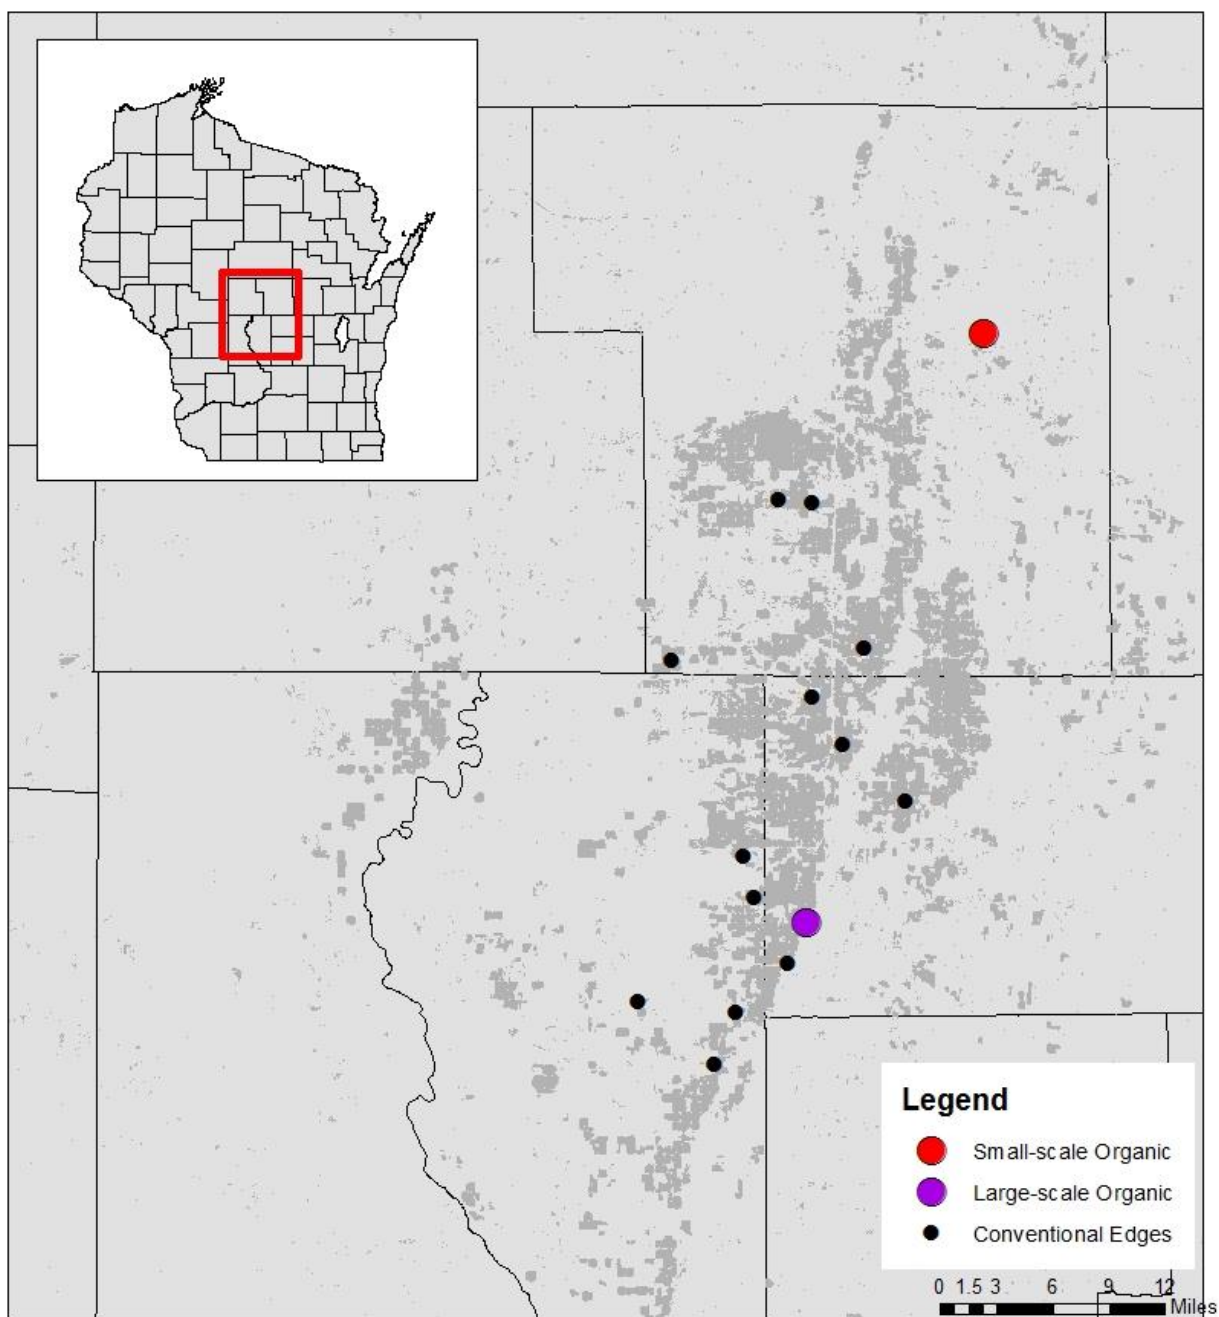 Legend
Small-scale Organic
Large-scale Organic
Conventional Edges
0 1.5 3 6 9 12
Miles